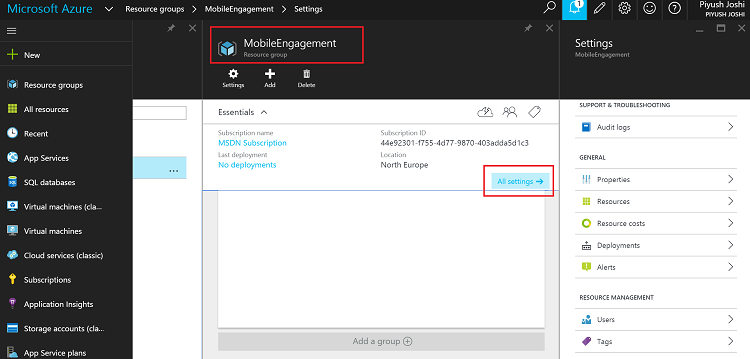 Microsoft Azure
Resource groups > MobileEngagement > Settings
1
Piyush Joshi
PIYUSH JOSHI
New
Resource groups
All resources
Recent
App Services
SQL databases
Virtual machines (cla...
Virtual machines
Cloud services (classic)
Subscriptions
Application Insights
Storage accounts (cla...
App Service plans
...
MobileEngagement
Resource group
Settings
Add
Delete
Essentials
Subscription name
MSDN Subscription
Subscription ID
44e92301-f755-4d77-9870-403adda5d1c3
Last deployment
No deployments
Location
North Europe
All settings →
Add a group
Settings
MobileEngagement
SUPPORT & TROUBLESHOOTING
Audit logs
GENERAL
Properties
Resources
Resource costs
Deployments
Alerts
RESOURCE MANAGEMENT
Users
Tags